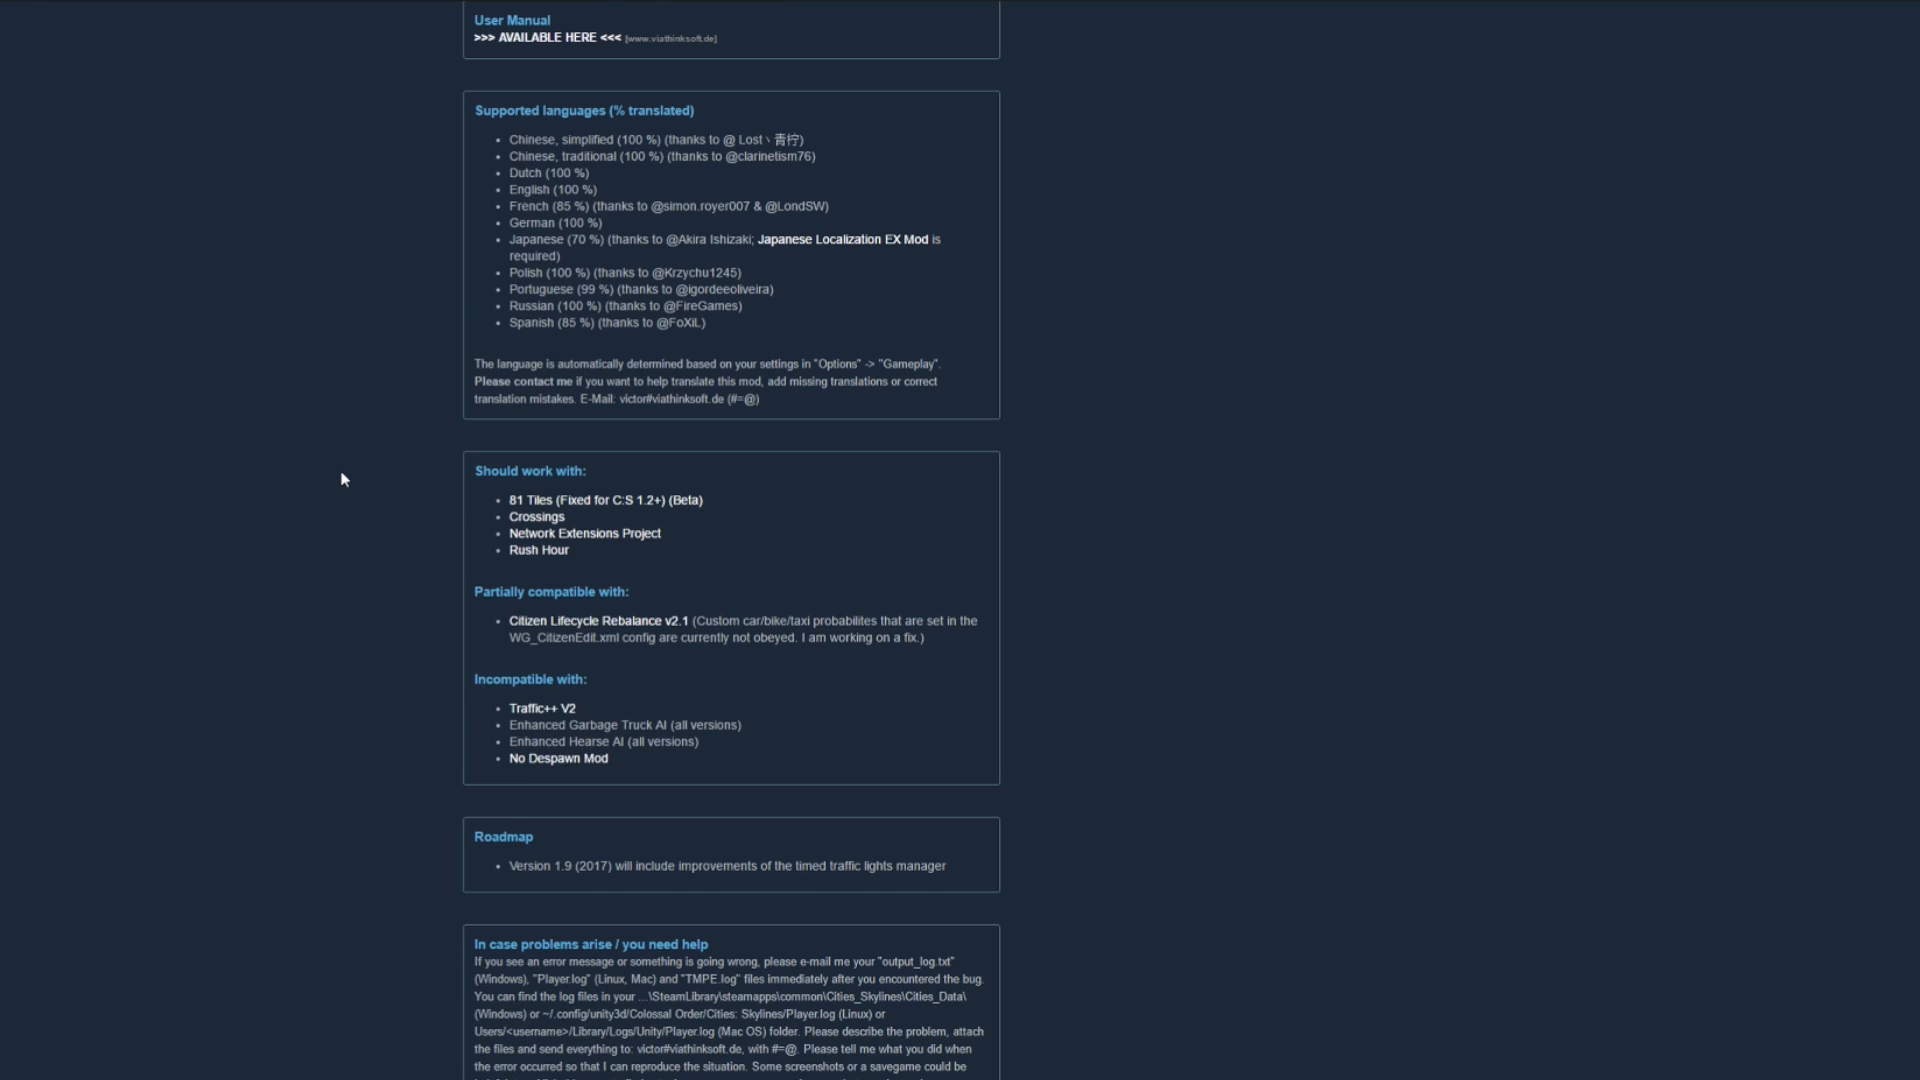 User Manual
>>> AVAILABLE HERE <<< [www.viathinksoft.de]
Supported languages (% translated)
• Chinese, simplified (100 %) (thanks to @ Lost丶青柠)
• Chinese, traditional (100 %) (thanks to @clarinetism76)
• Dutch (100 %)
• English (100 %)
• French (85 %) (thanks to @simon.royer007 & @LondSW)
• German (100 %)
• Japanese (70 %) (thanks to @Akira Ishizaki; Japanese Localization EX Mod is
required)
• Polish (100 %) (thanks to @Krzychu1245)
• Portuguese (99 %) (thanks to @igordeeoliveira)
• Russian (100 %) (thanks to @FireGames)
• Spanish (85 %) (thanks to @FoXiL)
The language is automatically determined based on your settings in "Options" -> "Gameplay".
Please contact me if you want to help translate this mod, add missing translations or correct
translation mistakes. E-Mail: victor#viathinksoft.de (#=@)
Should work with:
• 81 Tiles (Fixed for C:S 1.2+) (Beta)
• Crossings
• Network Extensions Project
• Rush Hour
Partially compatible with:
• Citizen Lifecycle Rebalance v2.1 (Custom car/bike/taxi probabilites that are set in the
WG_CitizenEdit.xml config are currently not obeyed. I am working on a fix.)
Incompatible with:
• Traffic++ V2
• Enhanced Garbage Truck AI (all versions)
• Enhanced Hearse AI (all versions)
• No Despawn Mod
Roadmap
• Version 1.9 (2017) will include improvements of the timed traffic lights manager
In case problems arise / you need help
If you see an error message or something is going wrong, please e-mail me your "output_log.txt"
(Windows), "Player.log" (Linux, Mac) and "TMPE.log" files immediately after you encountered the bug.
You can find the log files in your ...\SteamLibrary\steamapps\common\Cities_Skylines\Cities_Data\
(Windows) or ~/.config/unity3d/Colossal Order/Cities: Skylines/Player.log (Linux) or
Users/<username>/Library/Logs/Unity/Player.log (Mac OS) folder. Please describe the problem, attach
the files and send everything to: victor#viathinksoft.de, with #=@. Please tell me what you did when
the error occurred so that I can reproduce the situation. Some screenshots or a savegame could be